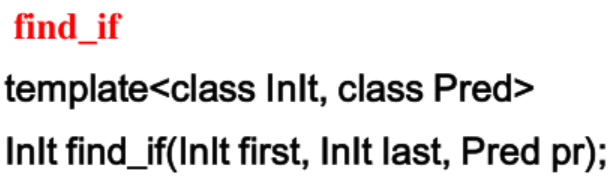 find_if
template<class InIt, class Pred>
InIt find_if(InIt first, InIt last, Pred pr);